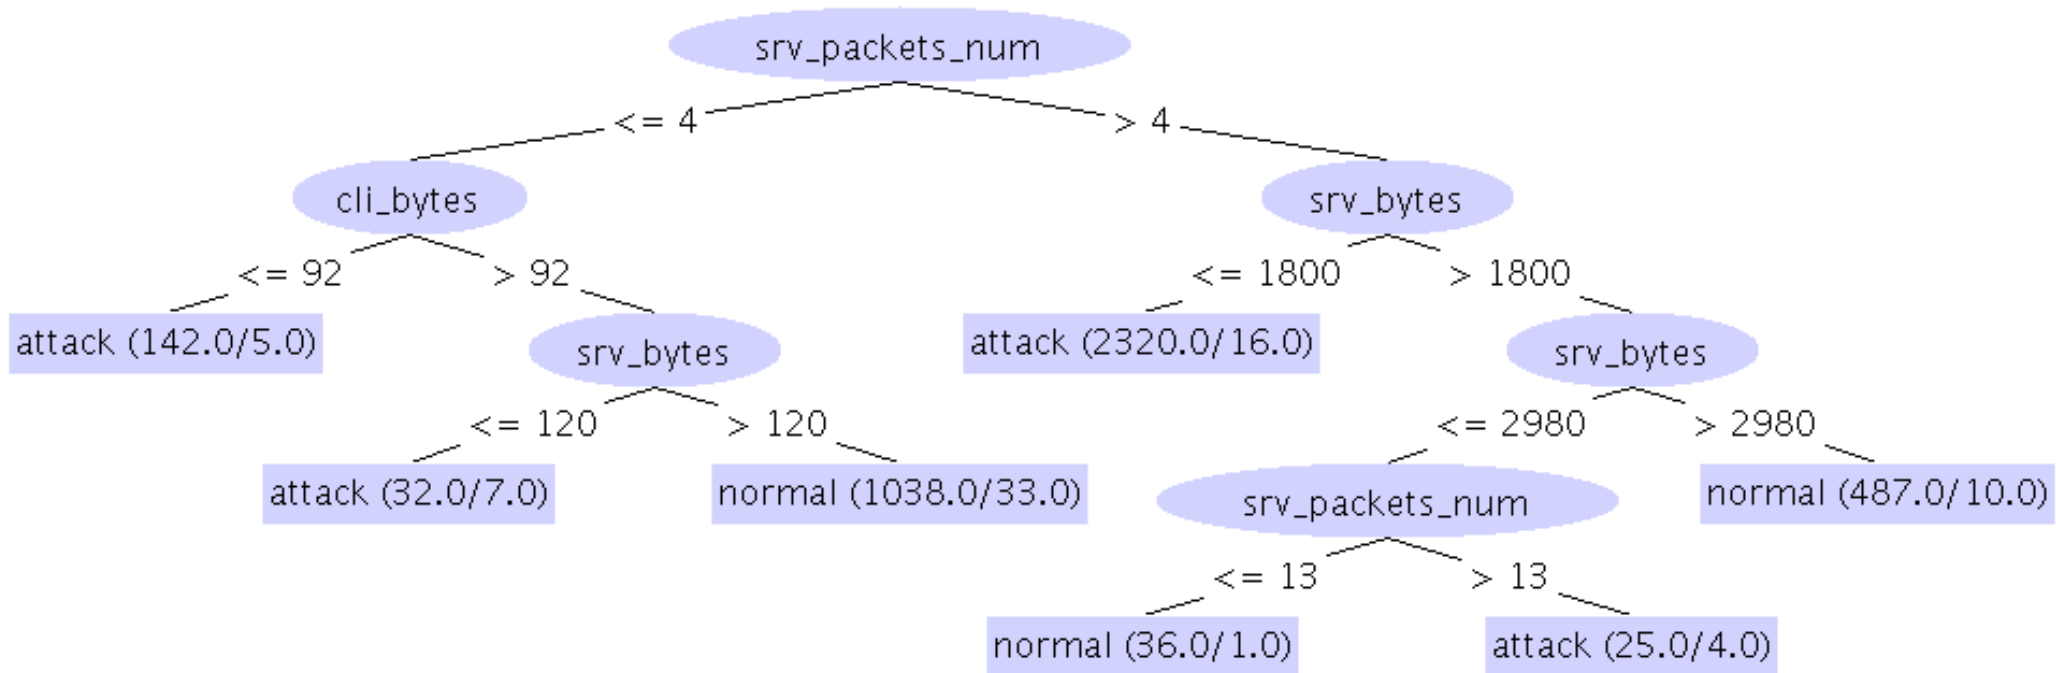 srv_packets_num
<= 4
> 4
cli_bytes
srv_bytes
<= 92
> 92
<= 1800
> 1800
attack (142.0/5.0)
srv_bytes
attack (2320.0/16.0)
srv_bytes
<= 120
> 120
<= 2980
> 2980
attack (32.0/7.0)
normal (1038.0/33.0)
srv_packets_num
normal (487.0/10.0)
<= 13
> 13
normal (36.0/1.0)
attack (25.0/4.0)